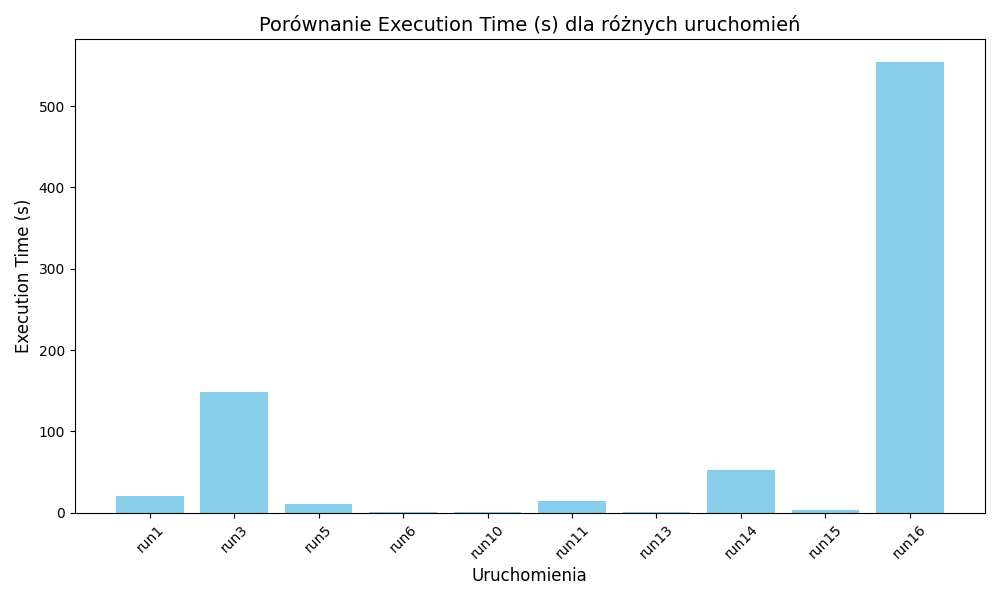 Porównanie Execution Time (s) dla różnych uruchomień
Execution Time (s)
500
400
300
200
100
0
run1
run3
run5
run6
run10
run11
run13
run14
run15
run16
Uruchomienia